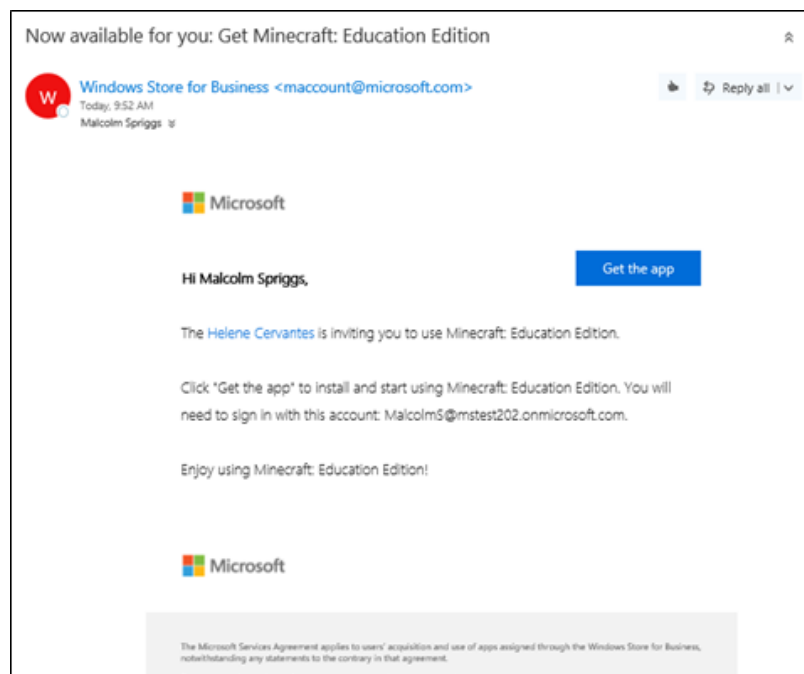 Now available for you: Get Minecraft: Education Edition
W
Windows Store for Business <maccount@microsoft.com>
Reply all
Today, 9:52 AM
Malcolm Spriggs
Microsoft
Get the app
Hi Malcolm Spriggs,
The Helene Cervantes is inviting you to use Minecraft: Education Edition.
Click "Get the app" to install and start using Minecraft: Education Edition. You will
need to sign in with this account: MalcolmS@mstest202.onmicrosoft.com.
Enjoy using Minecraft: Education Edition!
Microsoft
The Microsoft Services Agreement applies to users' acquisition and use of apps assigned through the Windows Store for Business,
notwithstanding any statements to the contrary in that agreement.